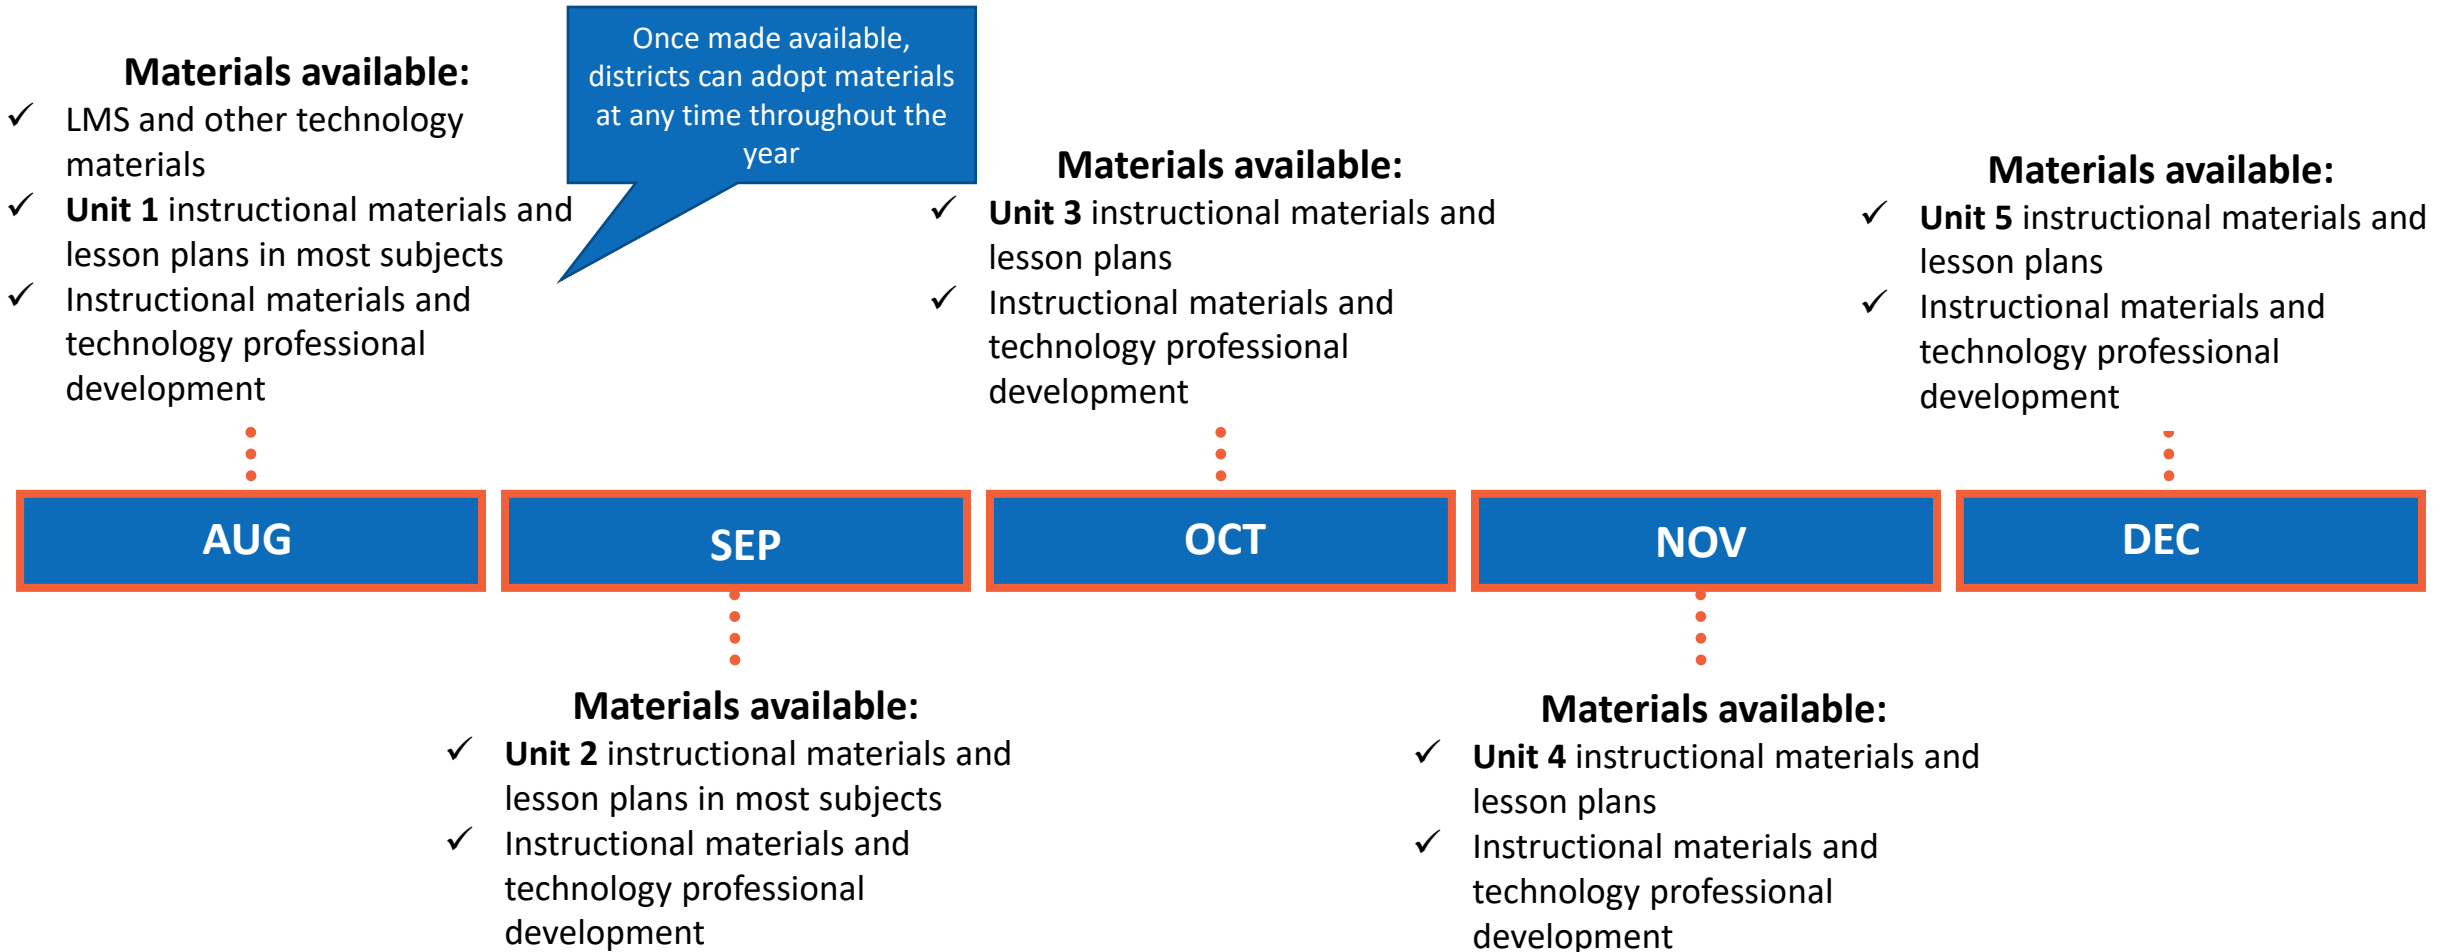 Materials available:
✓ LMS and other technology
materials
✓ Unit 1 instructional materials and
lesson plans in most subjects
✓ Instructional materials and
technology professional
development
Once made available,
districts can adopt materials
at any time throughout the
year
Materials available:
✓ Unit 3 instructional materials and
lesson plans
✓ Instructional materials and
technology professional
development
Materials available:
✓ Unit 5 instructional materials and
lesson plans
✓ Instructional materials and
technology professional
development
AUG
SEP
OCT
NOV
DEC
Materials available:
✓ Unit 2 instructional materials and
lesson plans in most subjects
✓ Instructional materials and
technology professional
development
Materials available:
✓ Unit 4 instructional materials and
lesson plans
✓ Instructional materials and
technology professional
development